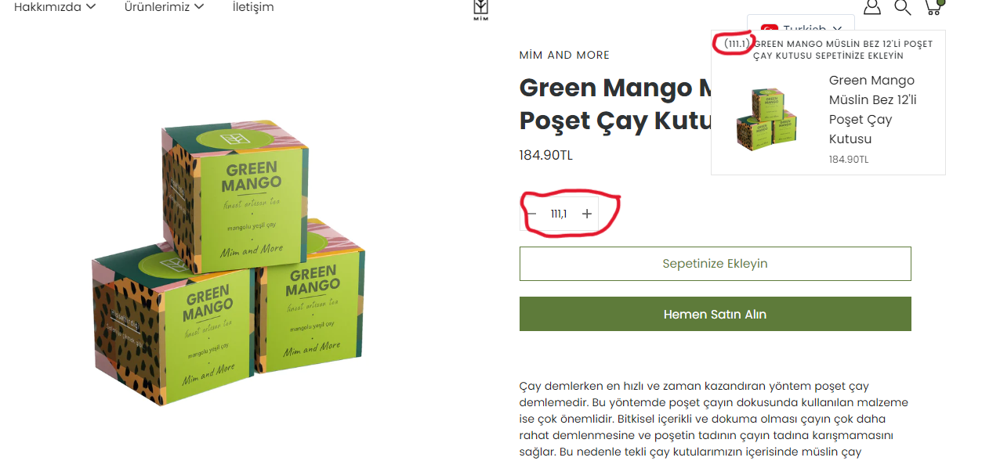 Hakkımızda
Ürünlerimiz
İletişim
MİM
Turkish
(111.1) GREEN MANGO MÜSLİN BEZ 12'Lİ POŞET
ÇAY KUTUSU SEPETİNİZE EKLEYİN
Green Mango
Müslin Bez 12'li
Poşet Çay
Kutusu
184.90TL
MİM AND MORE
Green Mango M
Poşet Çay Kutu
184.90TL
111,1
Sepetinize Ekleyin
Hemen Satın Alın
Çay demlerken en hızlı ve zaman kazandıran yöntem poşet çay
demlemedir. Bu yöntemde poşet çayın dokusunda kullanılan malzeme
ise çok önemlidir. Bitkisel içerikli ve dokuma olması çayın çok daha
rahat demlenmesine ve poşetin tadının çayın tadına karışmamasını
sağlar. Bu nedenle tekli çay kutularımızın içerisinde müslin çay
GREEN
MANGO
finest artisan tea
mangolu yeşil çay
Mim and More
GREEN
MANGO
finest artisan tea
mangolu yeşil çay
Mim and More
GREEN
MANGO
finest artisan tea
mangolu yeşil çay
Mim and More
GREEN
MANGO